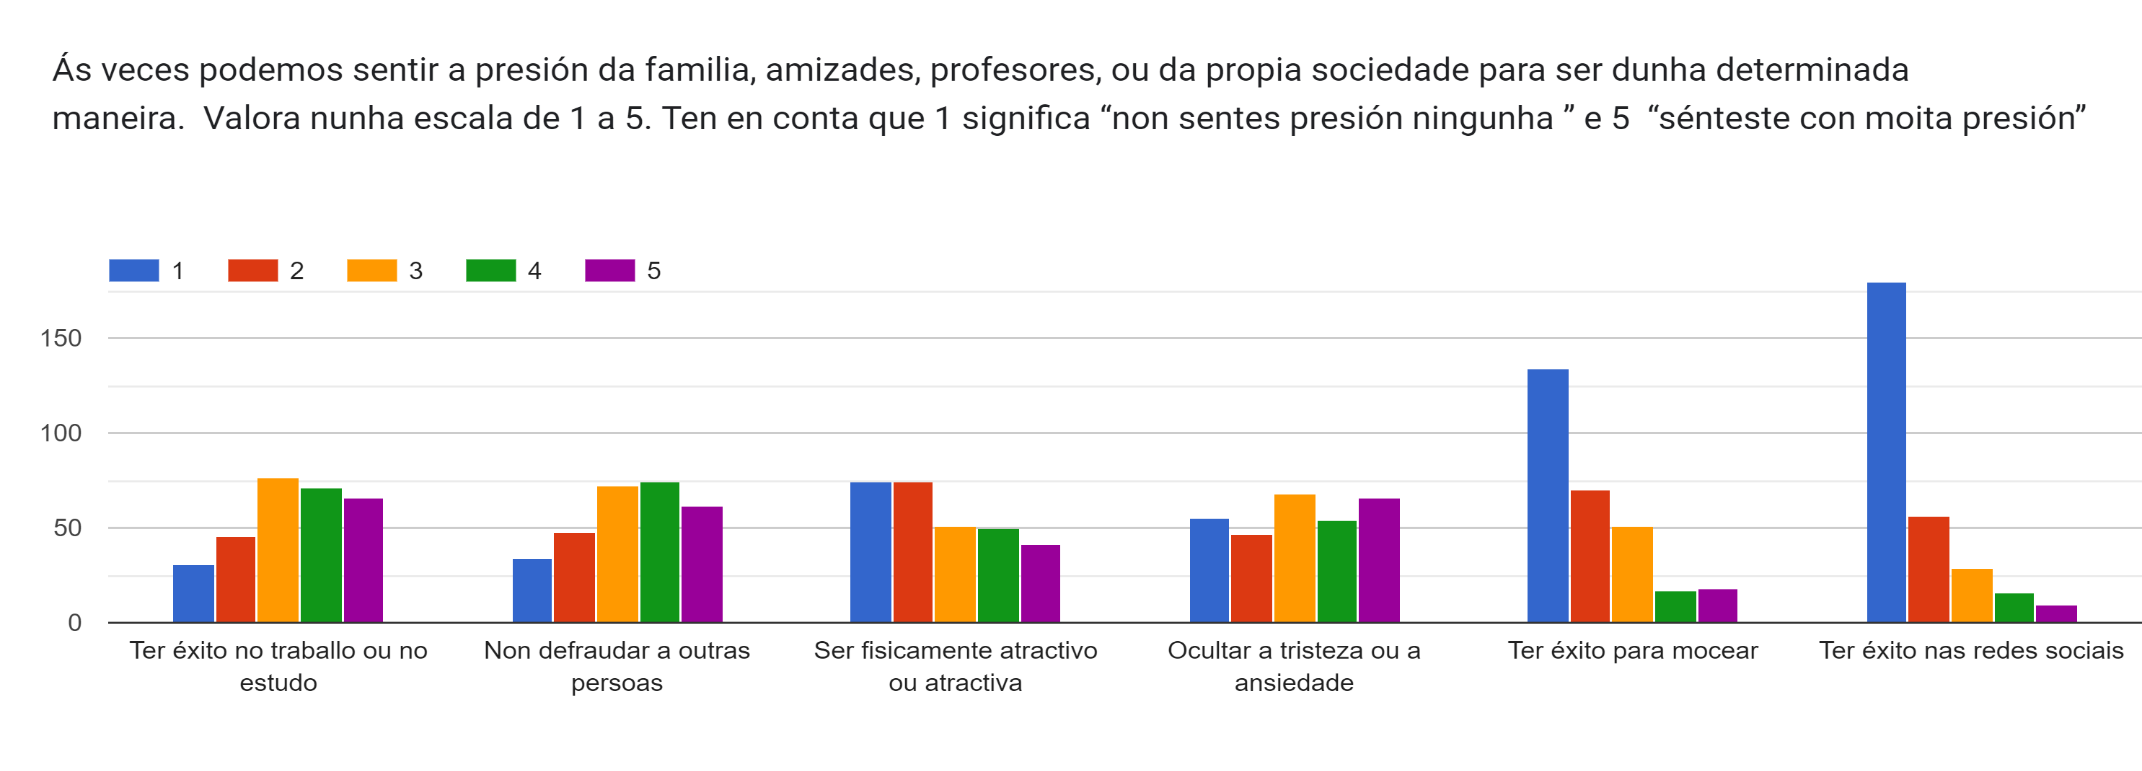 Ás veces podemos sentir a presión da familia, amizades, profesores, ou da propia sociedade para ser dunha determinada
maneira.  Valora nunha escala de 1 a 5. Ten en conta que 1 significa “non sentes presión ningunha ” e 5  “sénteste con moita presión”
1 2 3 4 5
150
100
50
0
Ter éxito no traballo ou no
estudo
Non defraudar a outras
persoas
Ser fisicamente atractivo
ou atractiva
Ocultar a tristeza ou a
ansiedade
Ter éxito para mocear
Ter éxito nas redes sociais